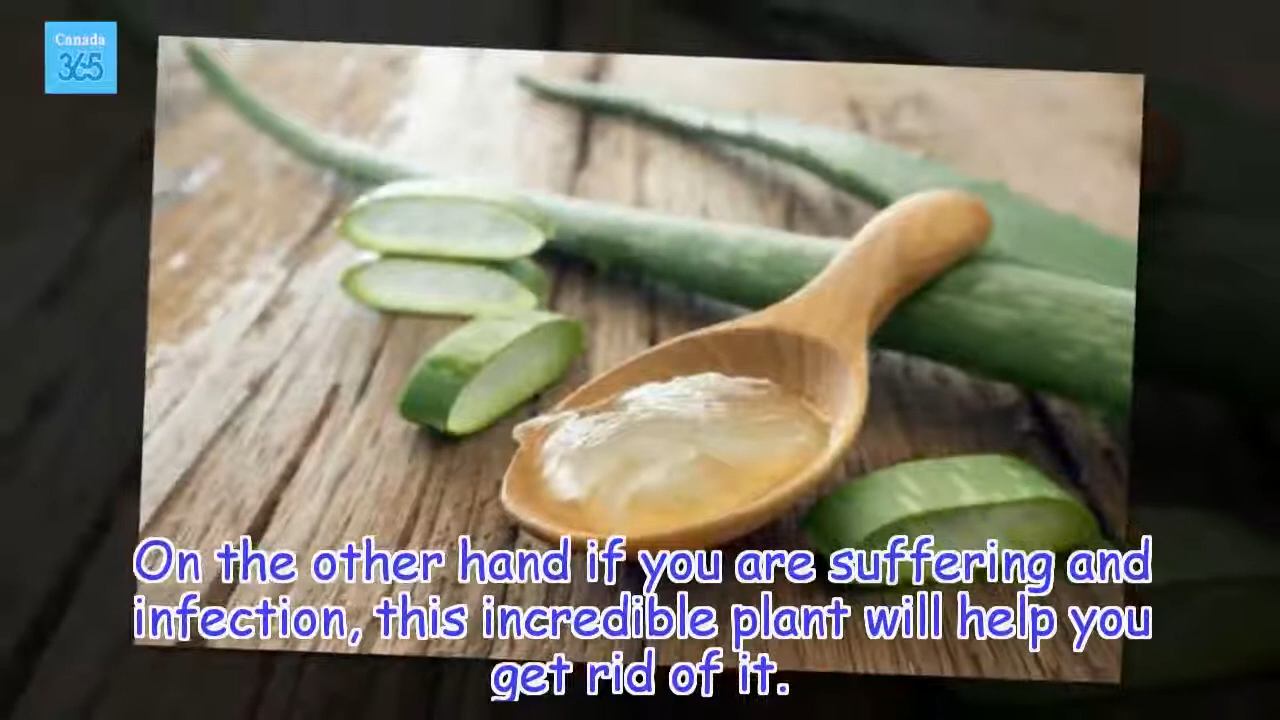 Canada
365
On the other hand if you are suffering and
infection, this incredible plant will help you
get rid of it.